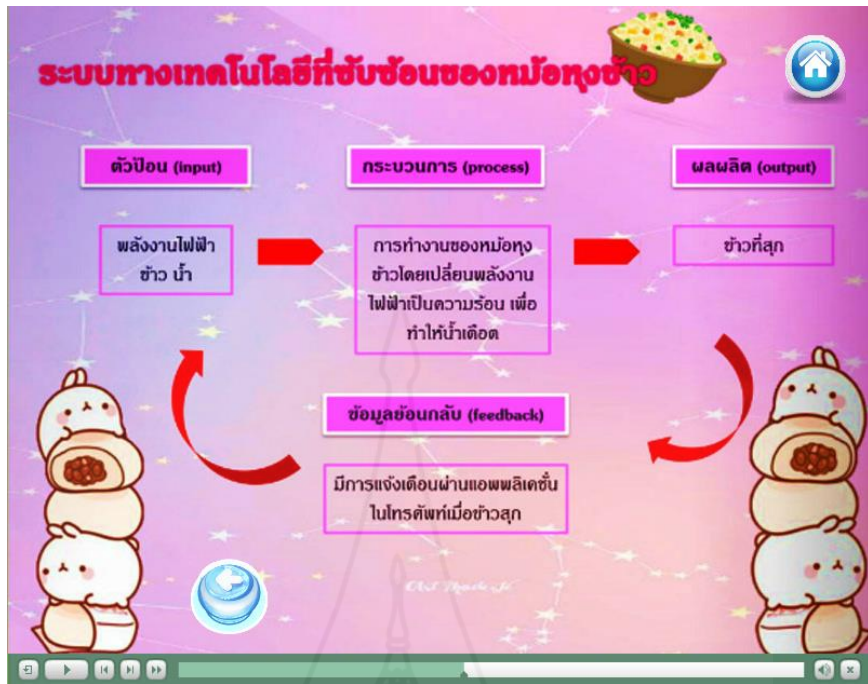 ระบบทางเทคโนโลยีที่ซับซ้อนของหม้อหุงข้าว
ตัวป้อน (input)
กระบวนการ (process)
ผลผลิต (output)
พลังงานไฟฟ้า
ข้าว น้ำ
การทำงานของหม้อหุง
ข้าวโดยเปลี่ยนพลังงาน
ไฟฟ้าเป็นความร้อน เพื่อ
ทำให้น้ำเดือด
ข้าวที่สุก
ข้อมูลย้อนกลับ (feedback)
มีการแจ้งเตือนผ่านแอพพลิเคชั่น
ในโทรศัพท์เมื่อข้าวสุก